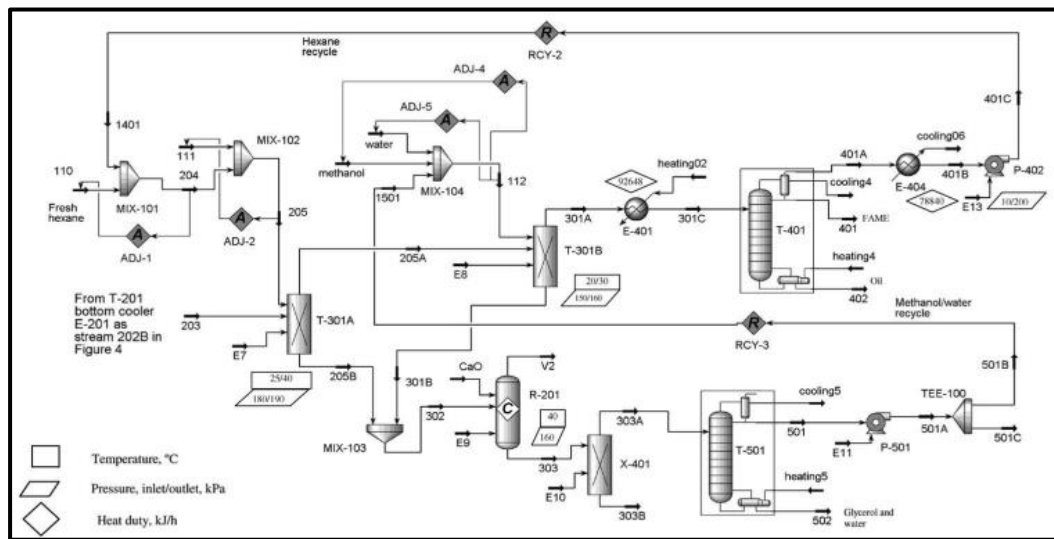 Hexane
recycle
R
RCY-2
ADJ-4
A
ADJ-5
A
401C
1401
MIX-102
111
204
water
methanol
MIX-104
112
1501
110
Fresh
hexane
MIX-101
A
ADJ-1
A
ADJ-2
205
heating02
92648
301A
E-401
301C
401A
cooling06
401B
E-404
78840
P-402
E13
10/200
cooling4
T-401
401
FAME
heating4
Oil
402
205A
E8
T-301B
20/30
150/160
From T-201
bottom cooler
E-201 as
stream 202B in
Figure 4
203
T-301A
E7
205B
25/40
180/190
301B
MIX-103
302
CaO
V2
R-201
C
E9
40
160
303
303A
X-401
E10
303B
Methanol/water
recycle
R
RCY-3
cooling5
T-501
501
E11
P-501
501A
TEE-100
501B
501C
heating5
502
Glycerol and
water
Temperature, °C
Pressure, inlet/outlet, kPa
Heat duty, kJ/h